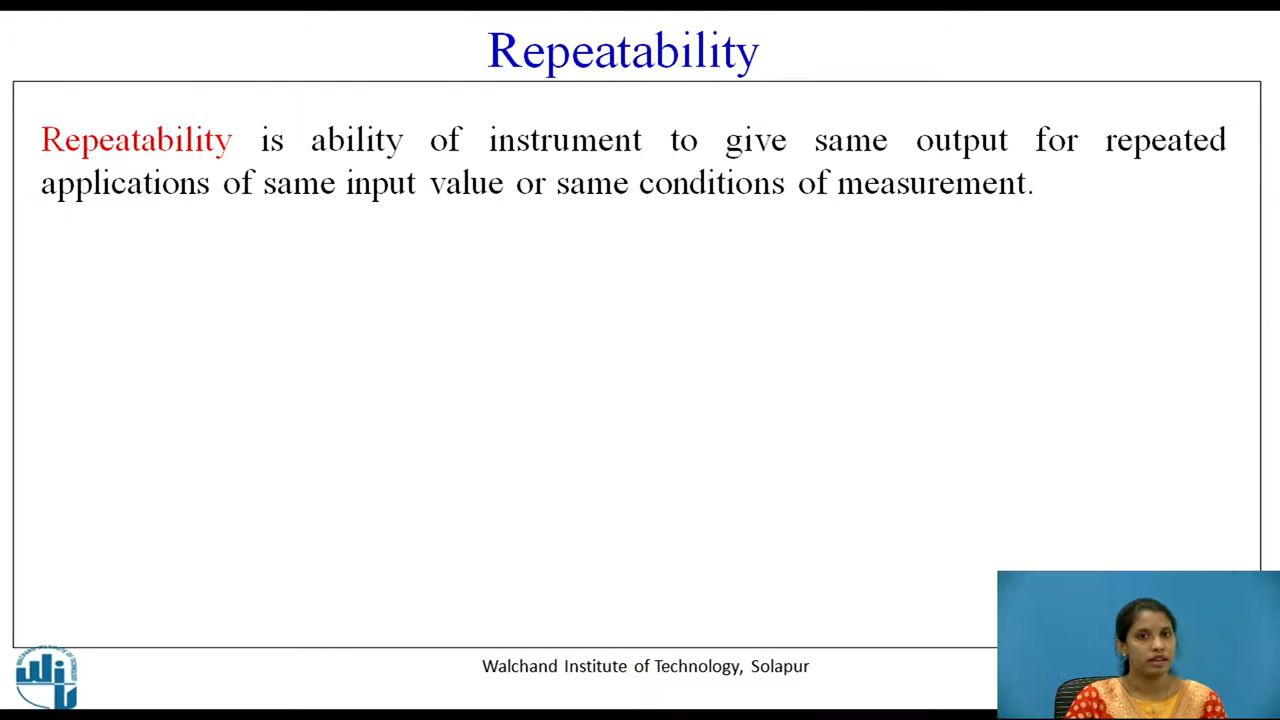 Repeatability
Repeatability is ability of instrument to give same output for repeated
applications of same input value or same conditions of measurement.
Walchand Institute of Technology, Solapur